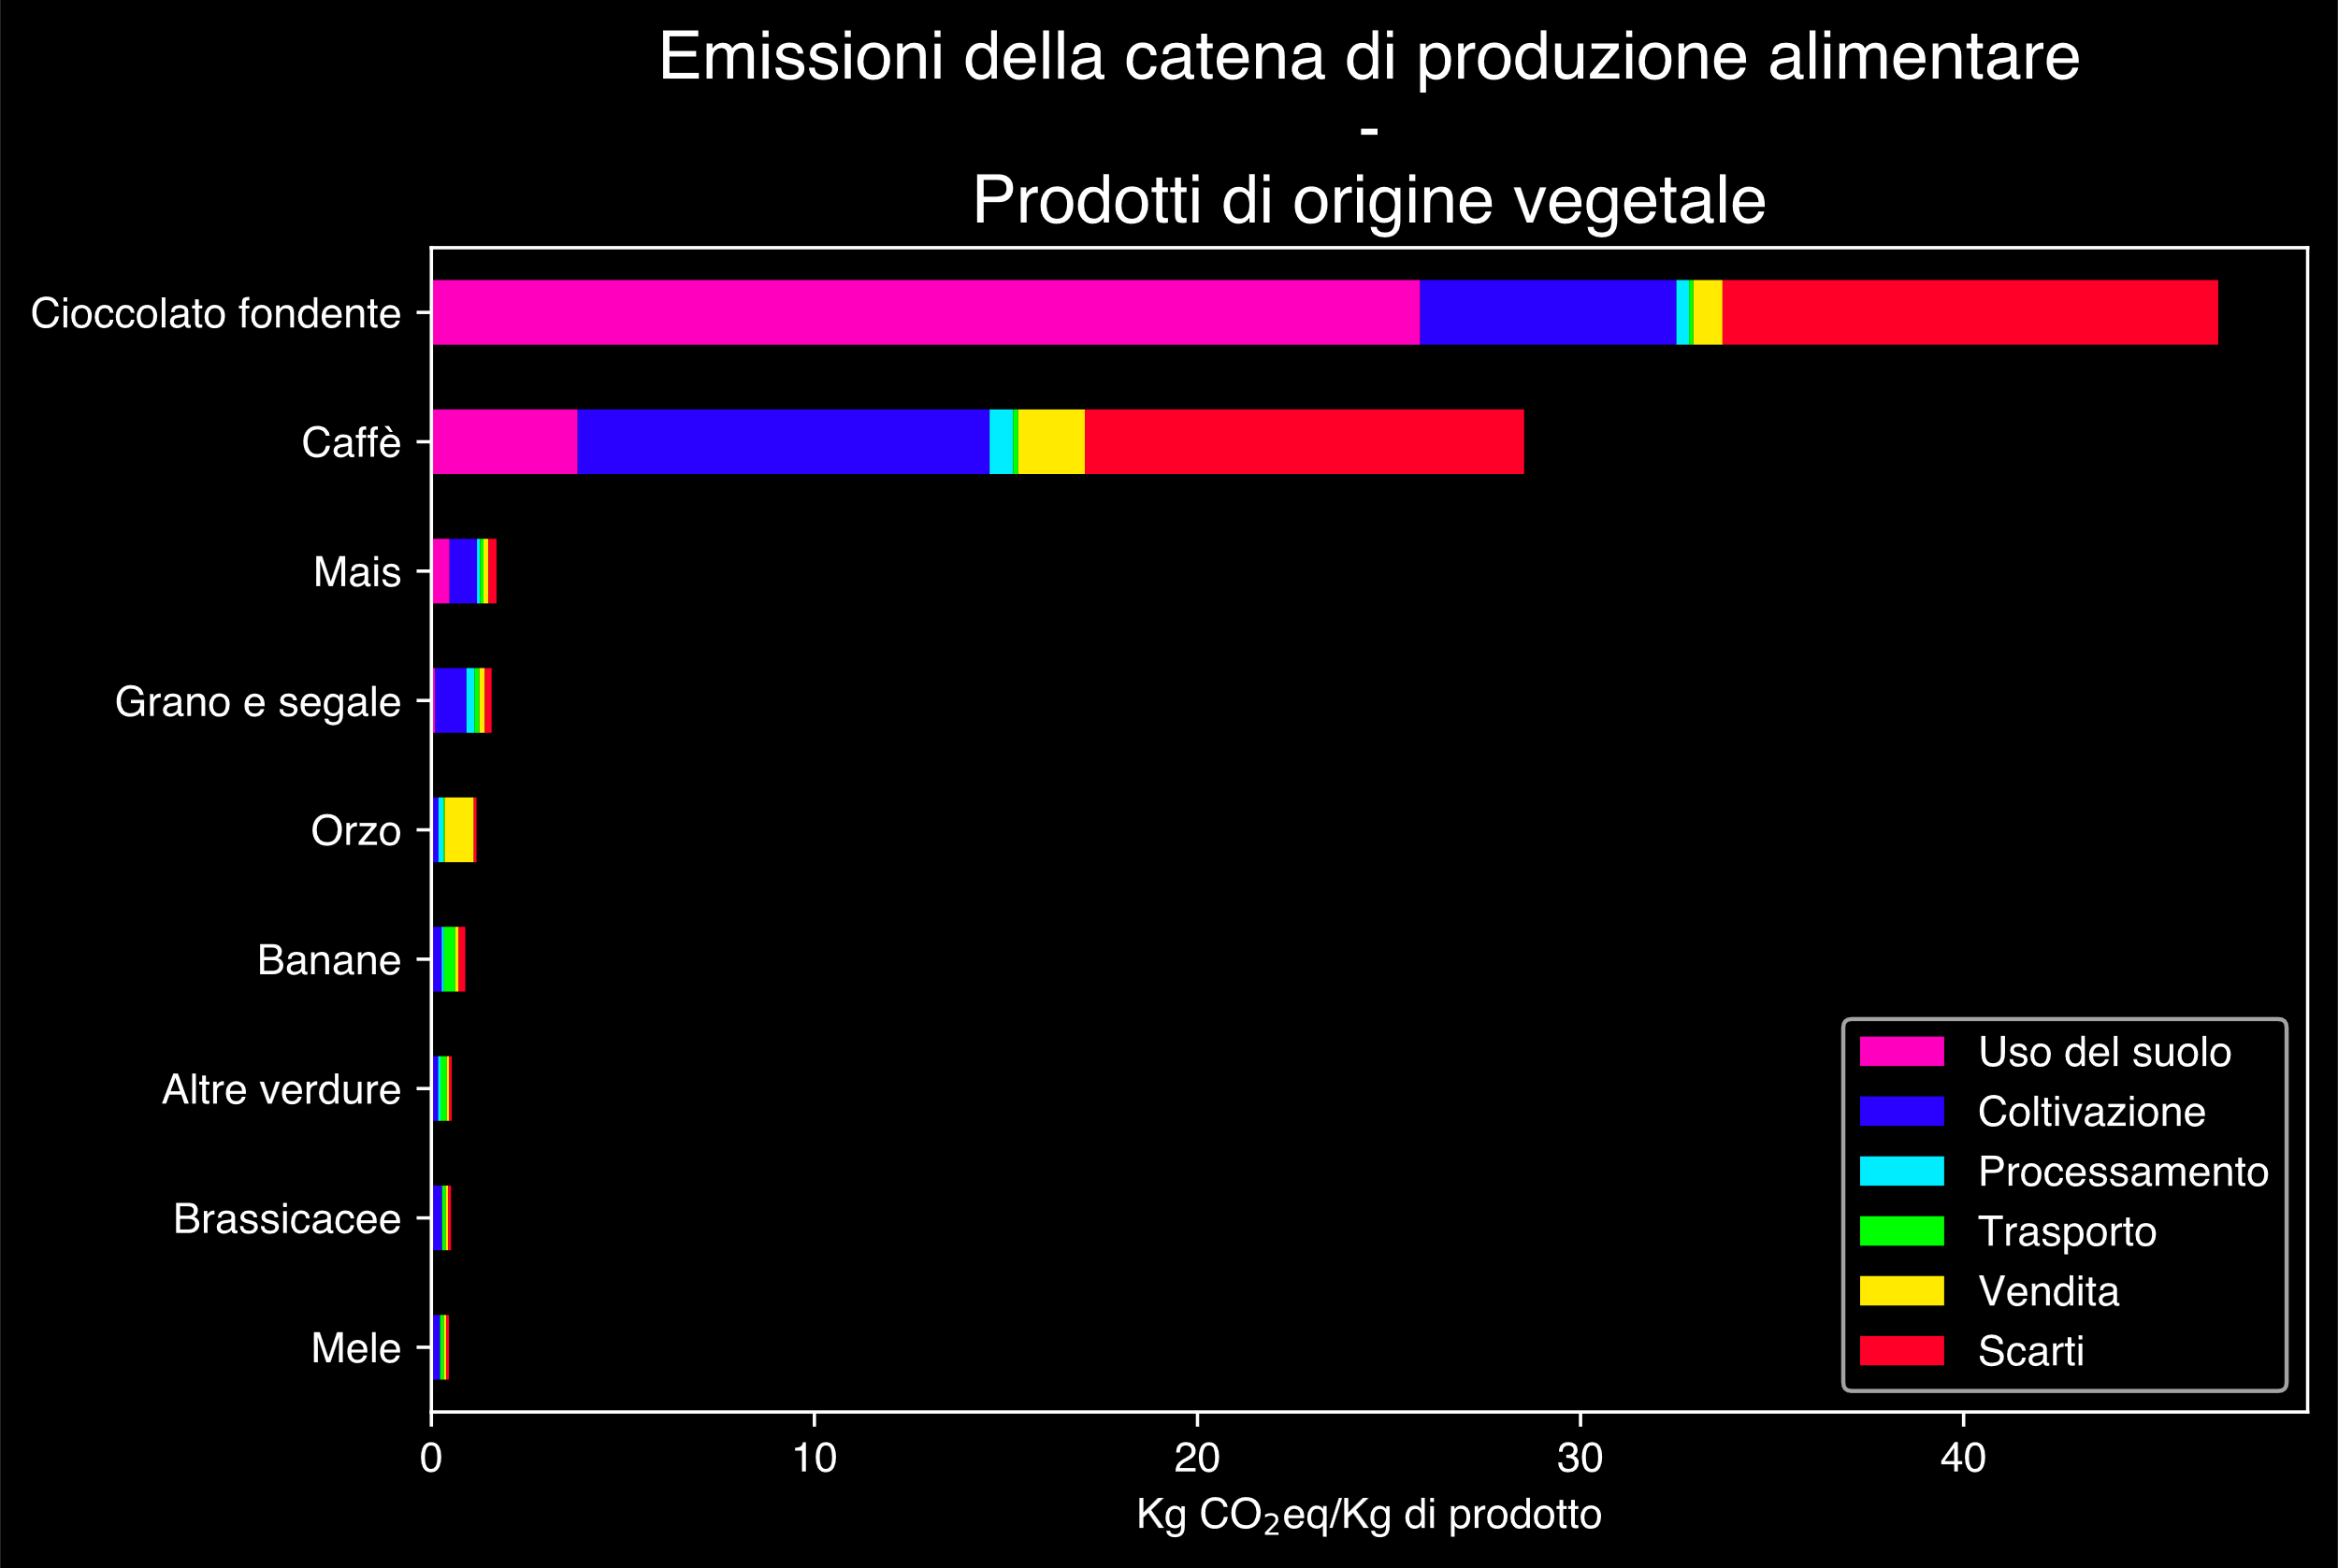 Emissioni della catena di produzione alimentare
-
Prodotti di origine vegetale
Cioccolato fondente
Caffè
Mais
Grano e segale
Orzo
Banane
Altre verdure
Brassicacee
Mele
Uso del suolo
Coltivazione
Processamento
Trasporto
Vendita
Scarti
0 10 20 30 40
Kg CO₂eq/Kg di prodotto